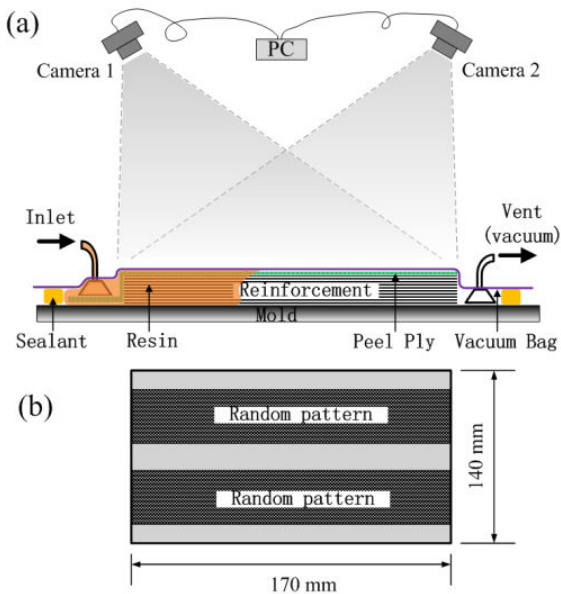 (a)
PC
Camera 1
Camera 2
Inlet
Vent
(vacuum)
Reinforcement
Mold
Sealant
Resin
Peel Ply
Vacuum Bag
(b)
Random pattern
Random pattern
140 mm
170 mm